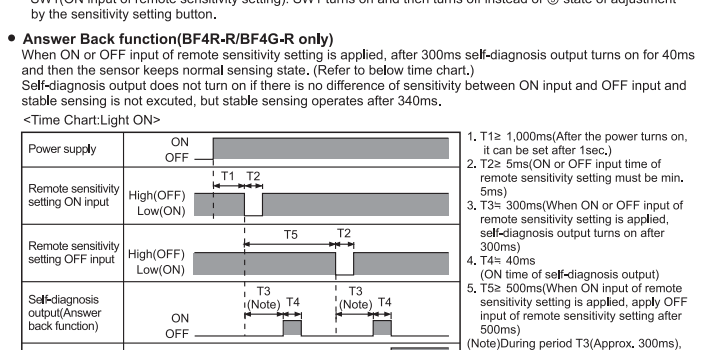 SW1(ON input of remote sensitivity setting). SW1 turns on and then turns off instead of ③ state of adjustment
by the sensitivity setting button.
● Answer Back function(BF4R-R/BF4G-R only)
When ON or OFF input of remote sensitivity setting is applied, after 300ms self-diagnosis output turns on for 40ms
and then the sensor keeps normal sensing state. (Refer to below time chart.)
Self-diagnosis output does not turn on if there is no difference of sensitivity between ON input and OFF input and
stable sensing is not excuted, but stable sensing operates after 340ms.
<Time Chart:Light ON>
Power supply
ON
OFF
T1 T2
Remote sensitivity
setting ON input
High(OFF)
Low(ON)
T5 T2
Remote sensitivity
setting OFF input
High(OFF)
Low(ON)
T3
(Note) T4
T3
(Note) T4
Self-diagnosis
output(Answer
back function)
ON
OFF
1. T1≥ 1,000ms(After the power turns on,
it can be set after 1sec.)
2. T2≥ 5ms(ON or OFF input time of
remote sensitivity setting must be min.
5ms)
3. T3≒ 300ms(When ON or OFF input of
remote sensitivity setting is applied,
self-diagnosis output turns on after
300ms)
4. T4≒ 40ms
(ON time of self-diagnosis output)
5. T5≥ 500ms(When ON input of remote
sensitivity setting is applied, apply OFF
input of remote sensitivity setting after
500ms)
(Note)During period T3(Approx. 300ms),